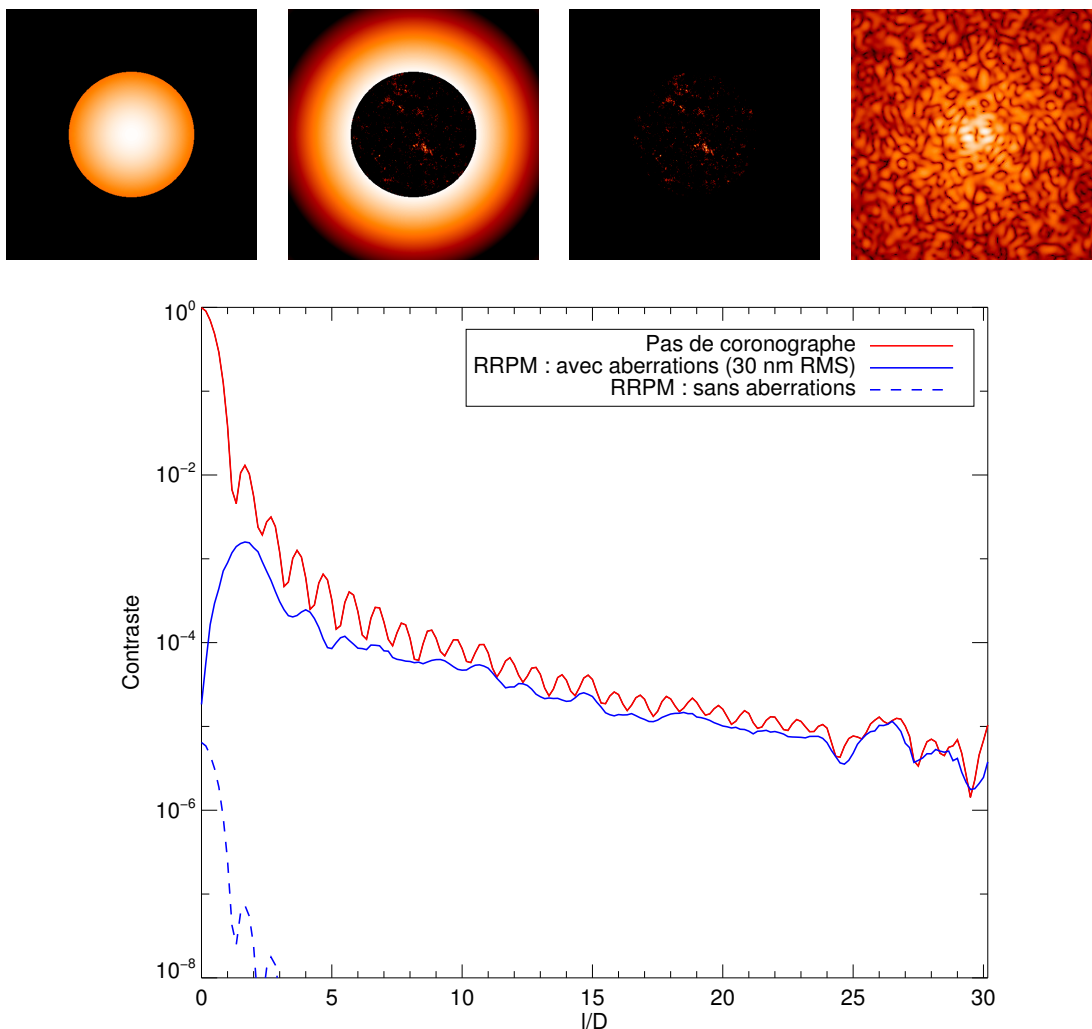 10^0
Pas de coronographe
RRPM : avec aberrations (30 nm RMS)
RRPM : sans aberrations
10^-2
10^-4
10^-6
10^-8
Contraste
0 5 10 15 20 25 30
l/D